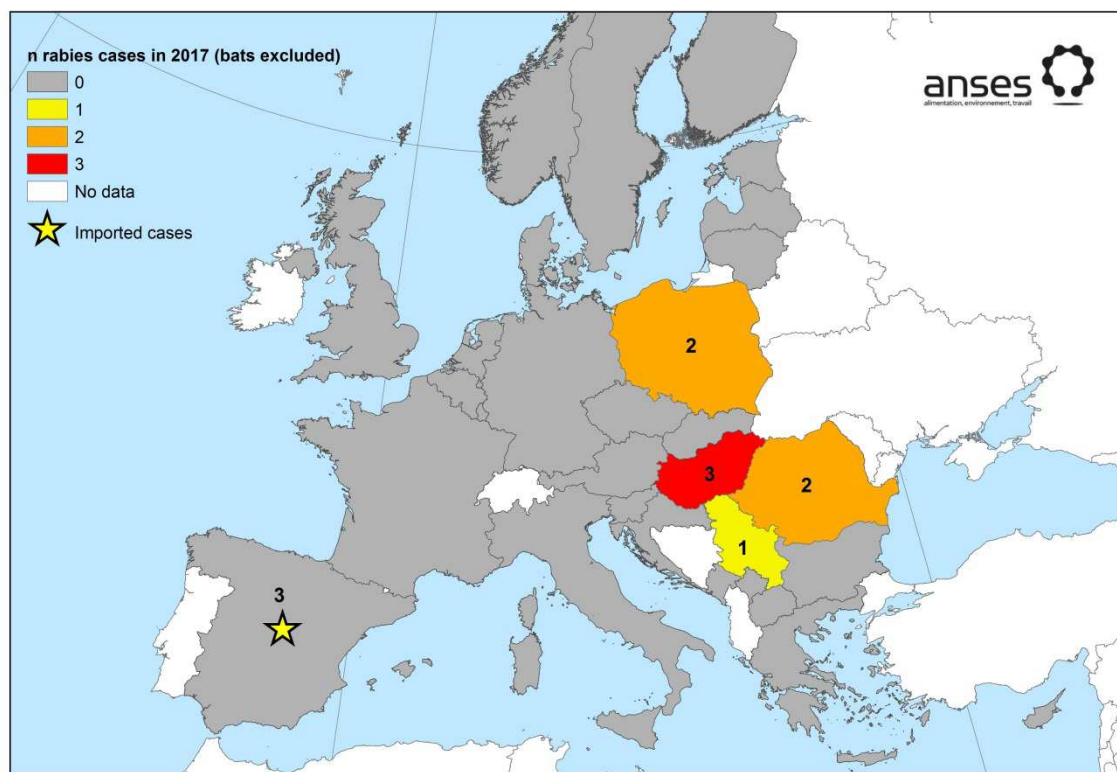 n rabies cases in 2017 (bats excluded)
0
1
2
3
No data
Imported cases
anses
alimentation, environnement, travail
2
3
2
1
3